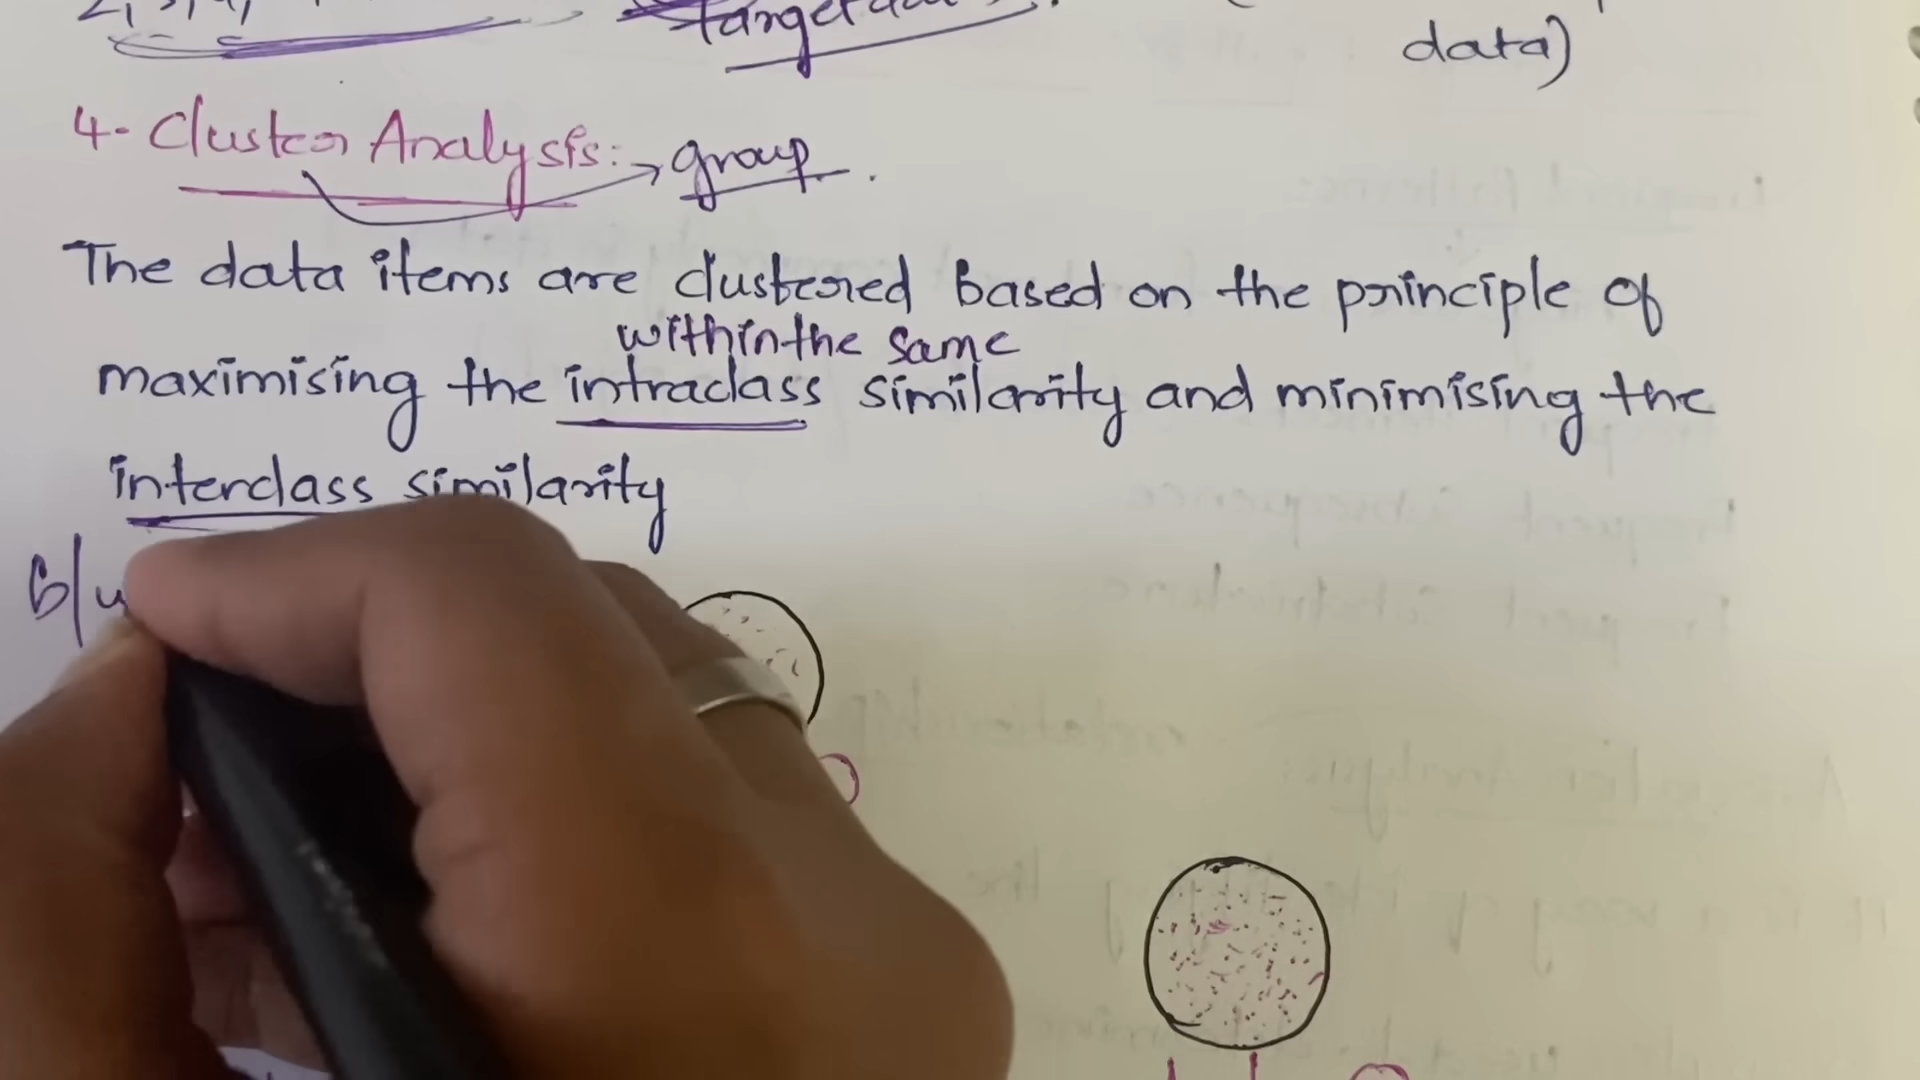 data)
4. Cluster Analysis: → group.
The data items are clustered based on the principle of
within the same
maximising the intraclass similarity and minimising the
interclass similarity
B/w